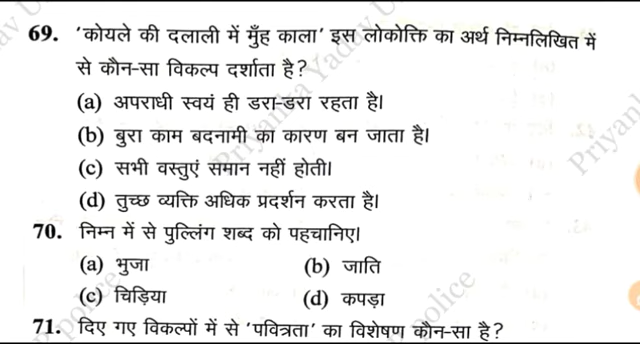 69. 'कोयले की दलाली में मुँह काला' इस लोकोक्ति का अर्थ निम्नलिखित में
से कौन-सा विकल्प दर्शाता है?
(a) अपराधी स्वयं ही डरा-डरा रहता है।
(b) बुरा काम बदनामी का कारण बन जाता है।
(c) सभी वस्तुएं समान नहीं होती।
(d) तुच्छ व्यक्ति अधिक प्रदर्शन करता है।
70. निम्न में से पुल्लिंग शब्द को पहचानिए।
(a) भुजा (b) जाति
(c) चिड़िया (d) कपड़ा
71. दिए गए विकल्पों में से 'पवित्रता' का विशेषण कौन-सा है?